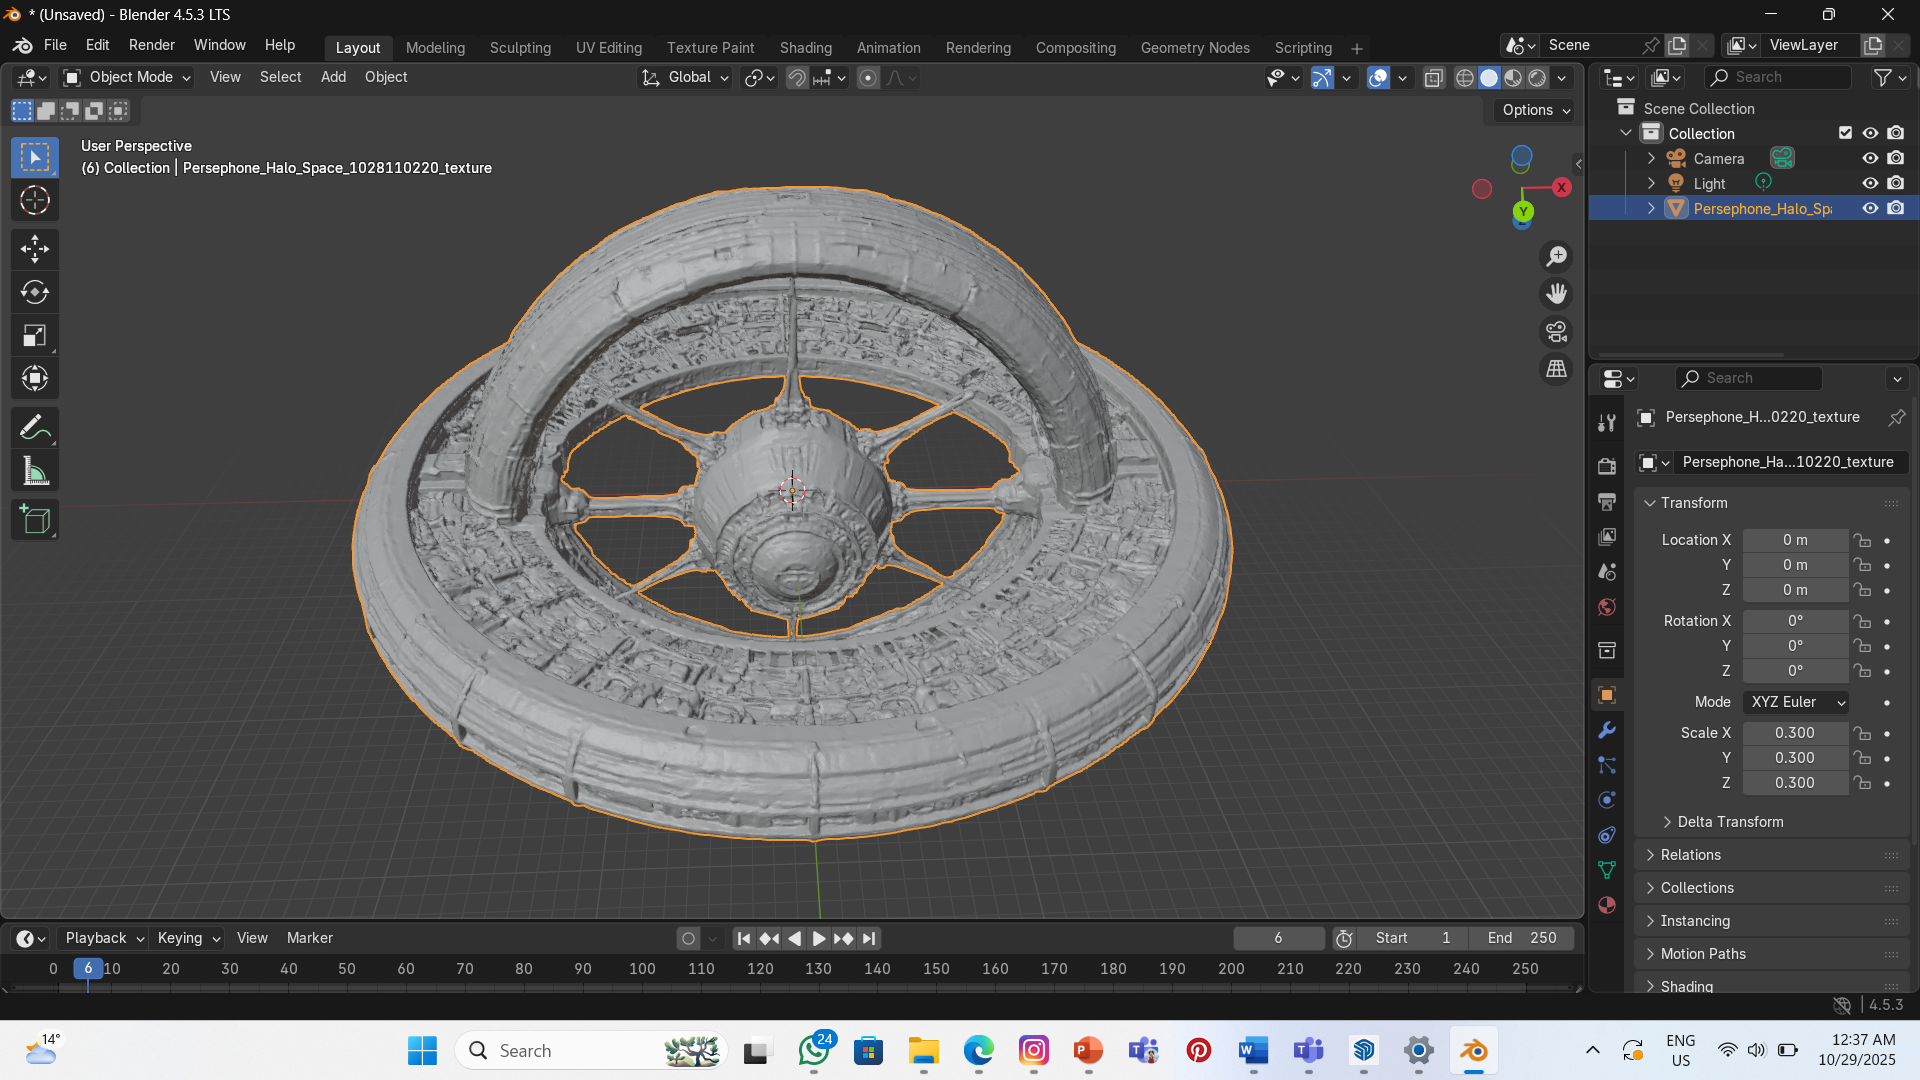 * (Unsaved) - Blender 4.5.3 LTS
File Edit Render Window Help Layout Modeling Sculpting UV Editing Texture Paint Shading Animation Rendering Compositing Geometry Nodes Scripting + Scene ViewLayer
Object Mode View Select Add Object Global Search
Options
User Perspective
(6) Collection | Persephone_Halo_Space_1028110220_texture
X
Y
Scene Collection
Collection
Camera
Light
Persephone_Halo_Spa
Search
Persephone_H...0220_texture
Persephone_Ha...10220_texture
Transform
Location X 0 m
Y 0 m
Z 0 m
Rotation X 0°
Y 0°
Z 0°
Mode XYZ Euler
Scale X 0.300
Y 0.300
Z 0.300
Delta Transform
Relations
Collections
Instancing
Motion Paths
Shading
Playback Keying View Marker 6 Start 1 End 250
0 6 10 20 30 40 50 60 70 80 90 100 110 120 130 140 150 160 170 180 190 200 210 220 230 240 250
4.5.3
14°
Search
24
ENG
US
12:37 AM
10/29/2025